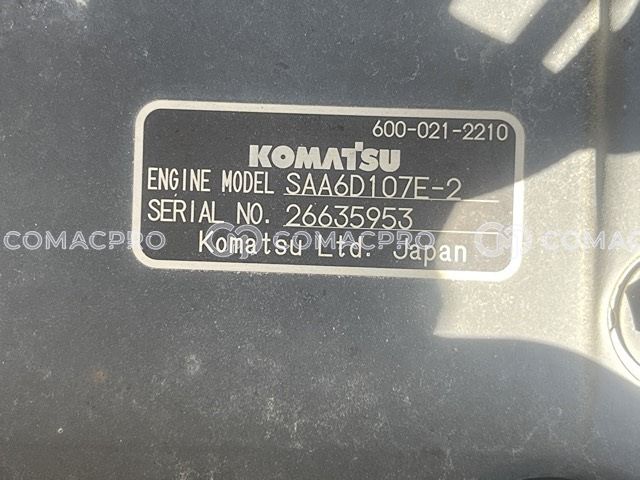 600-021-2210
KOMATSU
ENGINE MODEL SAA6D107E-2
SERIAL NO. 26635953
Komatsu Ltd. Japan
COMACPRO COMACPRO COMACPRO